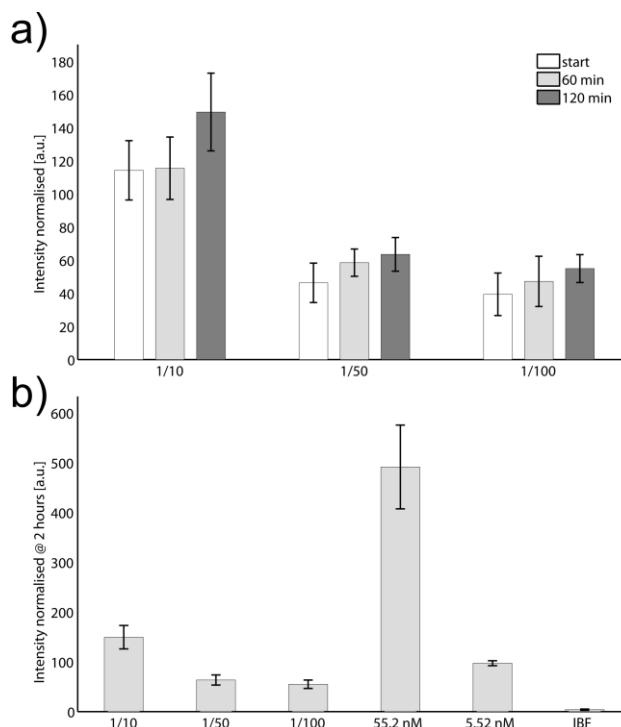 a)
start
60 min
120 min
Intensity normalised [a.u.]
180
160
140
120
100
80
60
40
20
0
1/10 1/50 1/100
b)
Intensity normalised @ 2 hours [a.u.]
600
500
400
300
200
100
0
1/10 1/50 1/100 55.2 nM 5.52 nM IBF